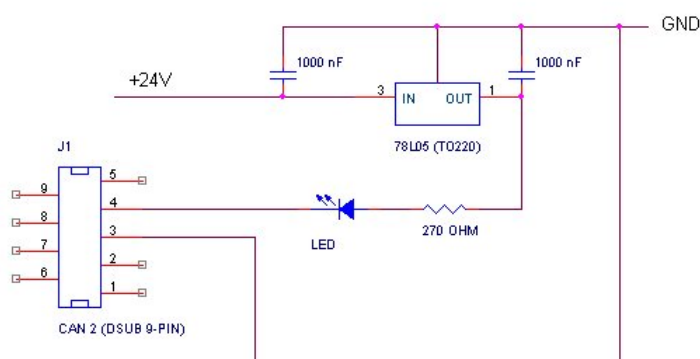 GND
1000 nF
1000 nF
+24V
3
IN
OUT
1
78L05 (TO220)
J1
5
9
4
8
3
7
2
6
1
LED
270 OHM
CAN 2 (DSUB 9-PIN)